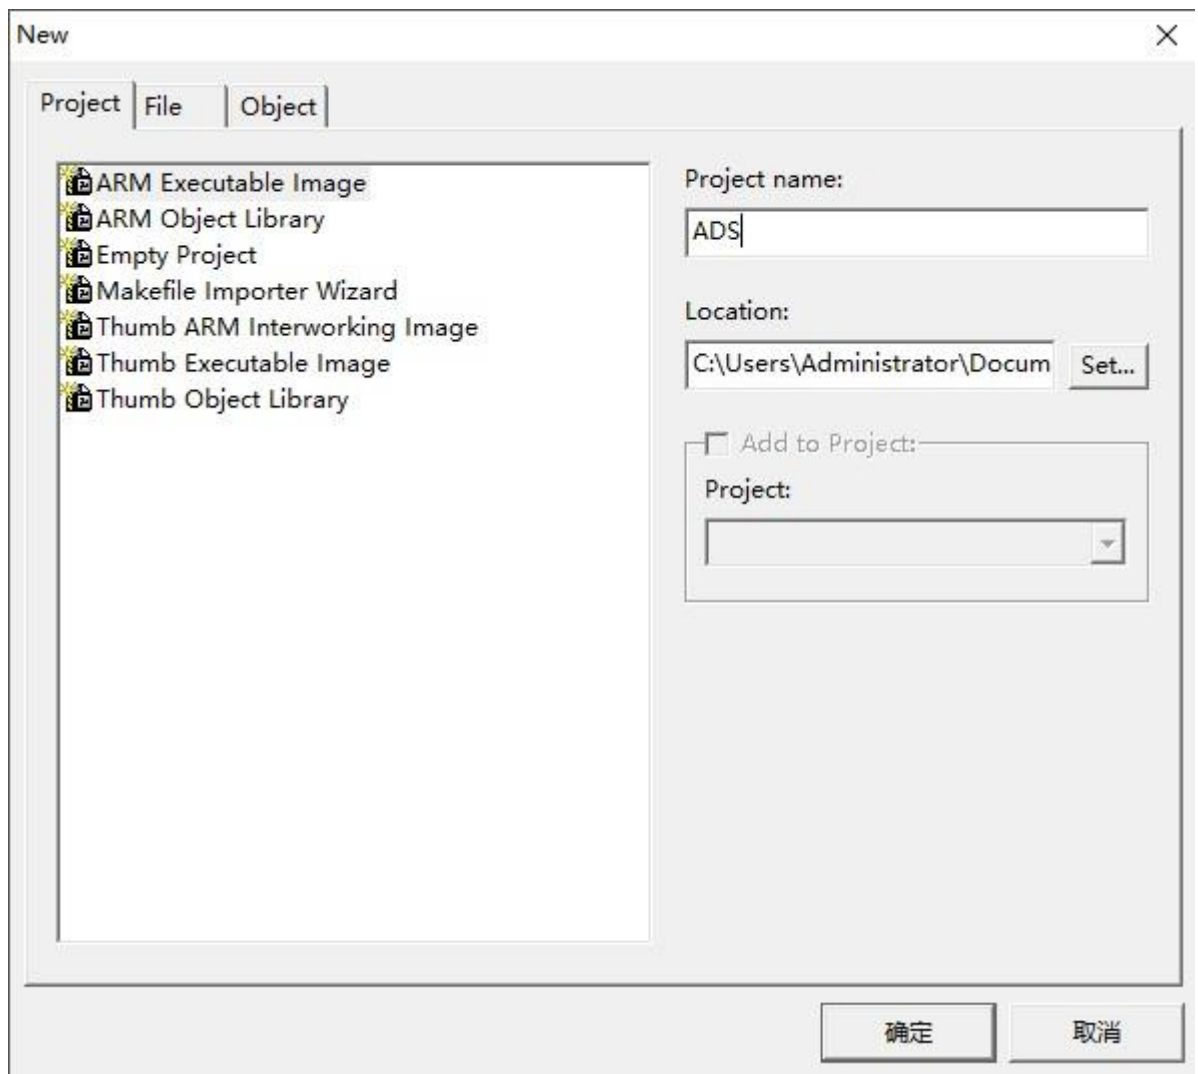 New
Project
File
Object
ARM Executable Image
ARM Object Library
Empty Project
Makefile Importer Wizard
Thumb ARM Interworking Image
Thumb Executable Image
Thumb Object Library
Project name:
ADS
Location:
C:\Users\Administrator\Docum
Set...
Add to Project:
Project:
确定
取消